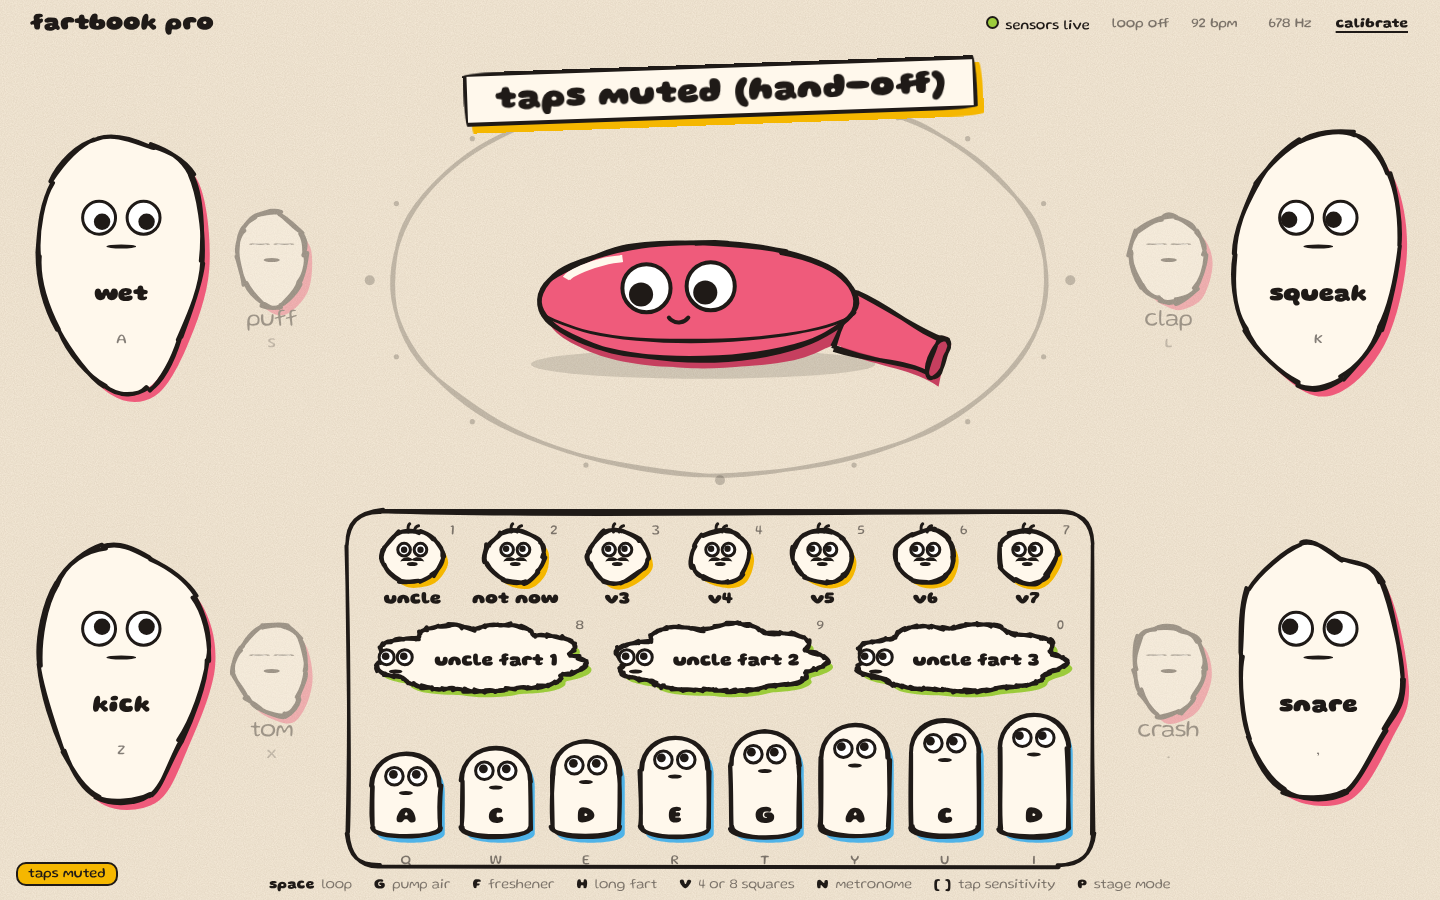 fartbook pro
sensors live loop off 92 bpm 678 Hz calibrate
taps muted (hand-off)
wet
A
puff
S
clap
L
squeak
K
1 2 3 4 5 6 7
uncle not now v3 v4 v5 v6 v7
8 9 0
uncle fart 1 uncle fart 2 uncle fart 3
kick
Z
tom
X
crash
.
snare
,
A C D E G A C D
Q W E R T Y U I
taps muted
space loop G pump air F freshener H long fart V 4 or 8 squares N metronome [ ] tap sensitivity P stage mode